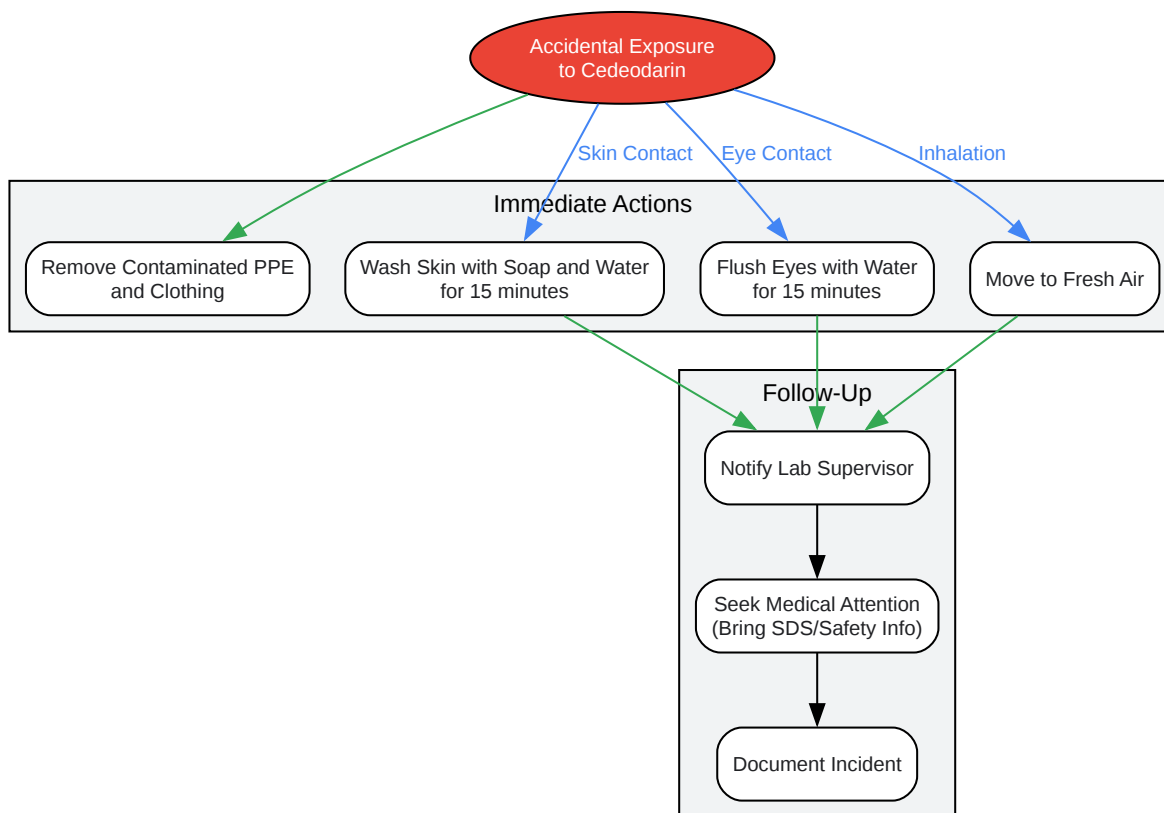 Accidental Exposure
to Cedeodarin
Skin Contact
Eye Contact
Inhalation
Immediate Actions
Remove Contaminated PPE
and Clothing
Wash Skin with Soap and Water
for 15 minutes
Flush Eyes with Water
for 15 minutes
Move to Fresh Air
Follow-Up
Notify Lab Supervisor
Seek Medical Attention
(Bring SDS/Safety Info)
Document Incident